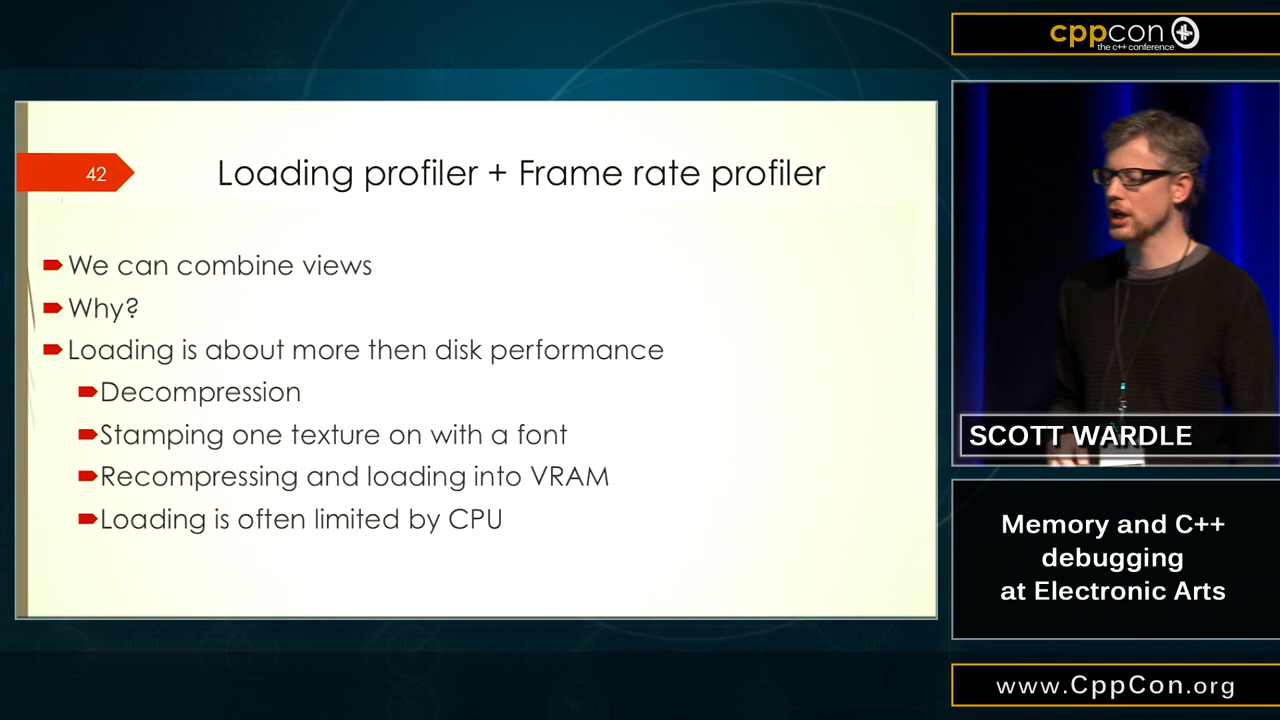 cppcon
the c++ conference
42
Loading profiler + Frame rate profiler
We can combine views
Why?
Loading is about more then disk performance
Decompression
Stamping one texture on with a font
Recompressing and loading into VRAM
Loading is often limited by CPU
SCOTT WARDLE
Memory and C++
debugging
at Electronic Arts
www.CppCon.org